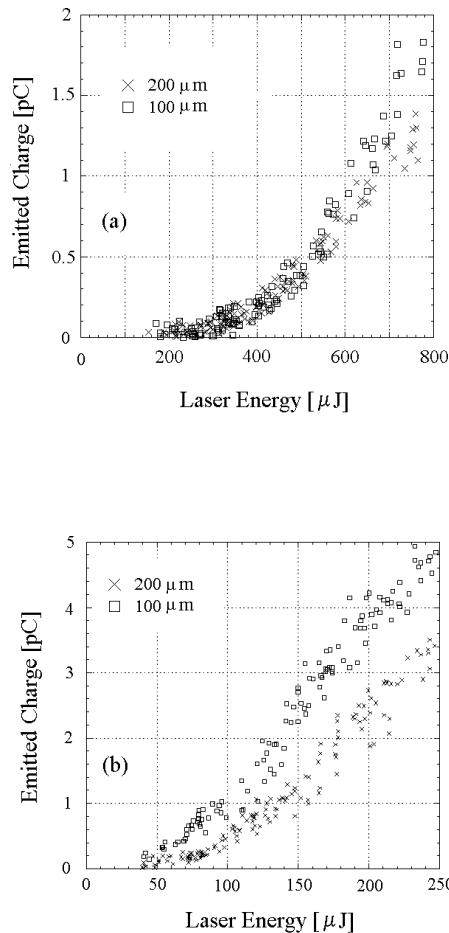 2
1.5
1
0.5
0
Emitted Charge [pC]
200 μm
100 μm
(a)
0 200 400 600 800
Laser Energy [μJ]
5
4
3
2
1
0
Emitted Charge [pC]
200 μm
100 μm
(b)
0 50 100 150 200 250
Laser Energy [μJ]